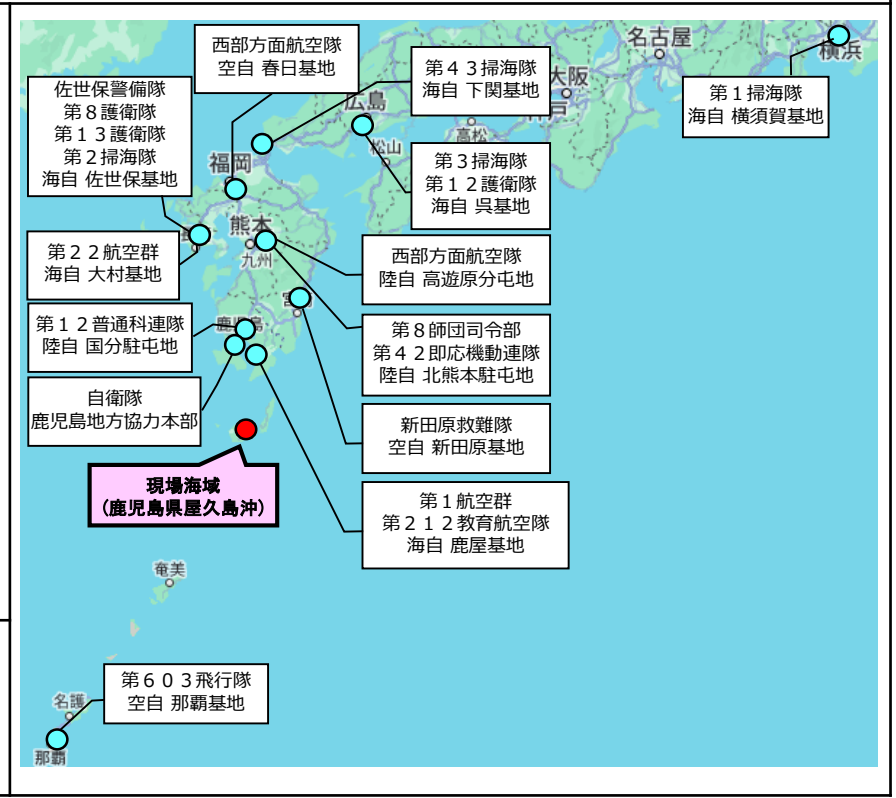 西部方面航空隊
空自 春日基地
第４３掃海隊
海自 下関基地
名古屋
横浜
第１掃海隊
海自 横須賀基地
佐世保警備隊
第８護衛隊
第１３護衛隊
第２掃海隊
海自 佐世保基地
広島
大阪
神戸
高松
松山
福岡
第３掃海隊
第１２護衛隊
海自 呉基地
熊本
九州
第２２航空群
海自 大村基地
西部方面航空隊
陸自 高遊原分屯地
第１２普通科連隊
陸自 国分駐屯地
鹿児島
第８師団司令部
第４２即応機動連隊
陸自 北熊本駐屯地
自衛隊
鹿児島地方協力本部
新田原救難隊
空自 新田原基地
現場海域
(鹿児島県屋久島沖)
第１航空群
第２１２教育航空隊
海自 鹿屋基地
奄美
第６０３飛行隊
空自 那覇基地
名護
那覇